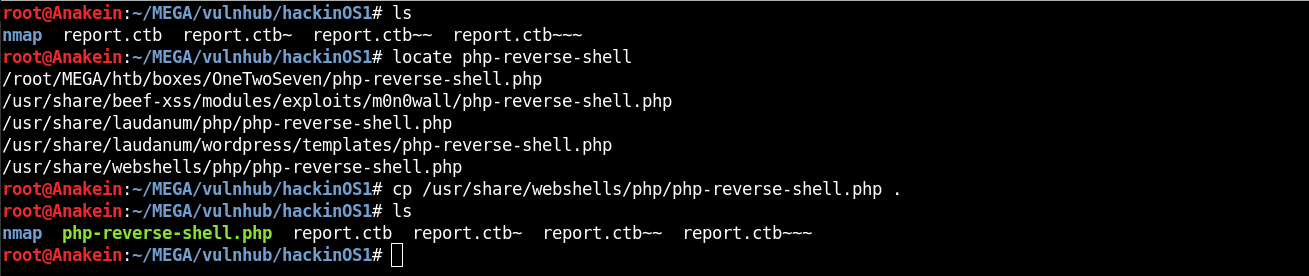 root@Anakein:~/MEGA/vulnhub/hackinOS1# ls
nmap  report.ctb  report.ctb~  report.ctb~~  report.ctb~~~
root@Anakein:~/MEGA/vulnhub/hackinOS1# locate php-reverse-shell
/root/MEGA/htb/boxes/OneTwoSeven/php-reverse-shell.php
/usr/share/beef-xss/modules/exploits/m0n0wall/php-reverse-shell.php
/usr/share/laudanum/php/php-reverse-shell.php
/usr/share/laudanum/wordpress/templates/php-reverse-shell.php
/usr/share/webshells/php/php-reverse-shell.php
root@Anakein:~/MEGA/vulnhub/hackinOS1# cp /usr/share/webshells/php/php-reverse-shell.php .
root@Anakein:~/MEGA/vulnhub/hackinOS1# ls
nmap  php-reverse-shell.php  report.ctb  report.ctb~  report.ctb~~  report.ctb~~~
root@Anakein:~/MEGA/vulnhub/hackinOS1#